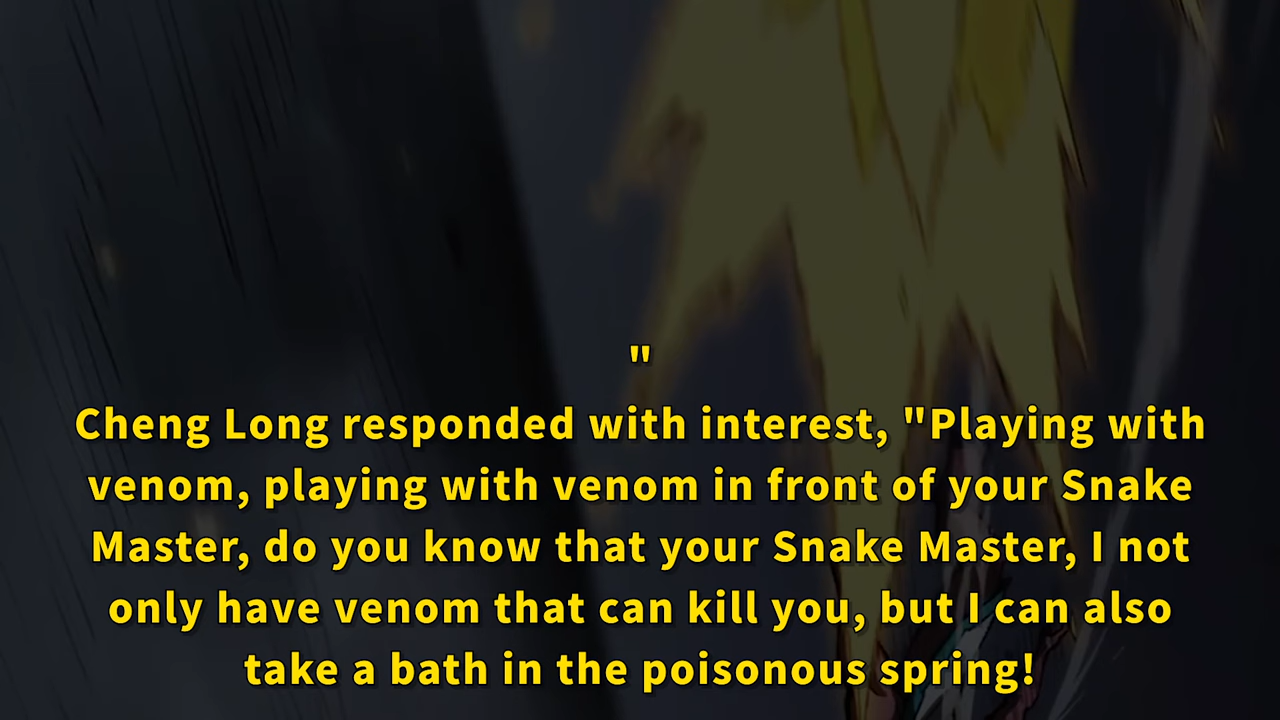 "
Cheng Long responded with interest, "Playing with
venom, playing with venom in front of your Snake
Master, do you know that your Snake Master, I not
only have venom that can kill you, but I can also
take a bath in the poisonous spring!